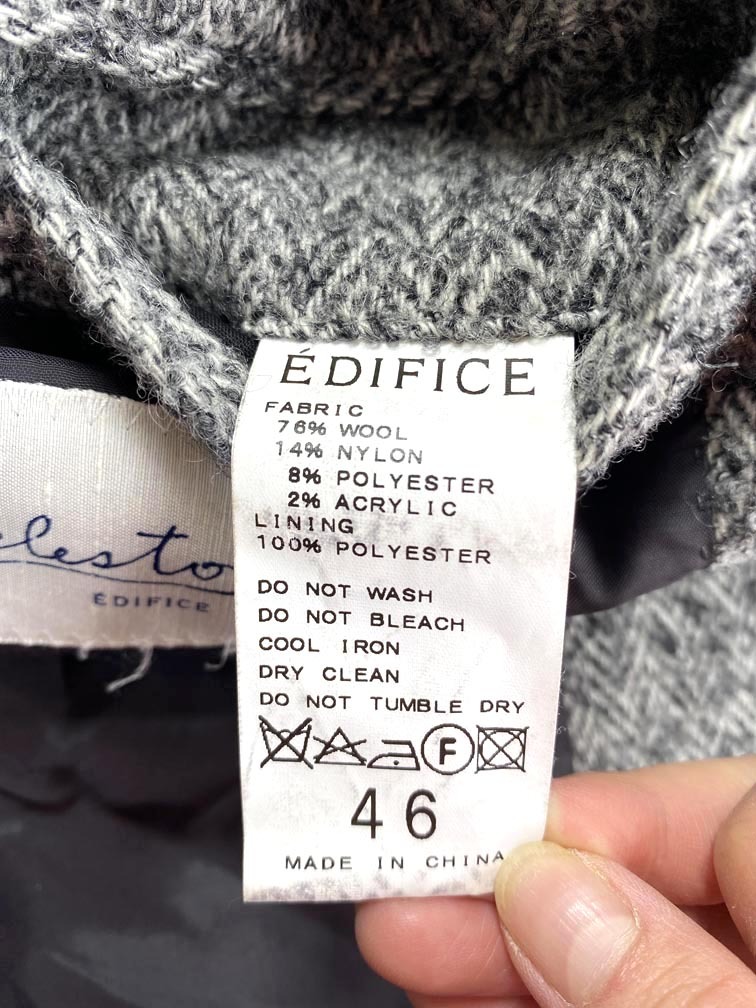 ÉDIFICE
FABRIC
76% WOOL
14% NYLON
8% POLYESTER
2% ACRYLIC
LINING
100% POLYESTER
DO NOT WASH
DO NOT BLEACH
COOL IRON
DRY CLEAN
DO NOT TUMBLE DRY
F
46
MADE IN CHINA
ÉDIFICE